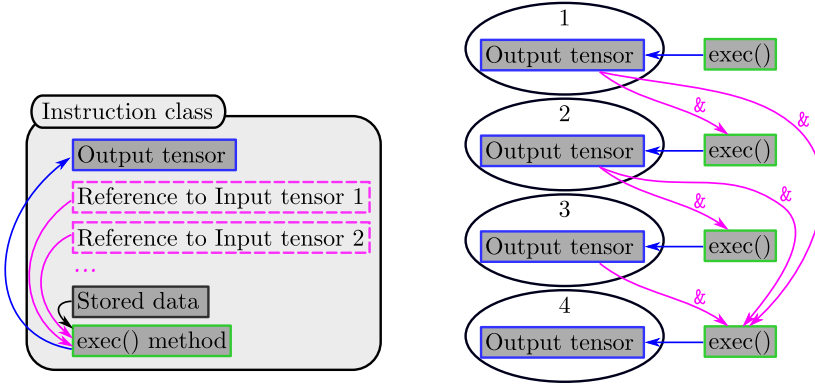 Instruction class
Output tensor
Reference to Input tensor 1
Reference to Input tensor 2
...
Stored data
exec() method
1
Output tensor exec()
&
&
2
Output tensor exec()
&
&
3
Output tensor exec()
&
4
Output tensor exec()